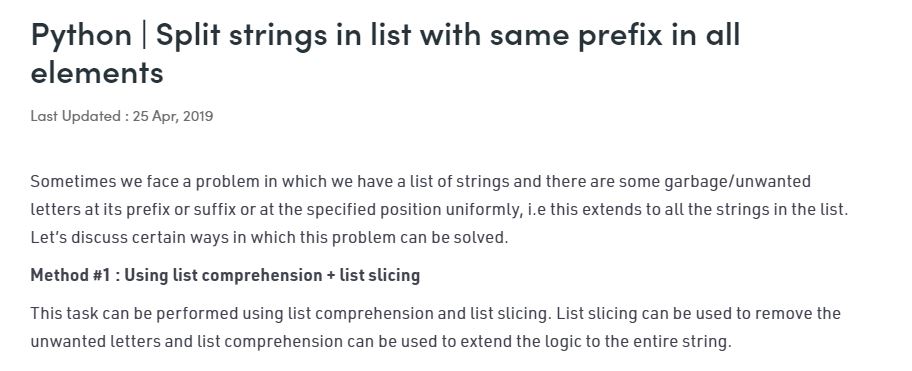 Python | Split strings in list with same prefix in all
elements
Last Updated : 25 Apr, 2019
Sometimes we face a problem in which we have a list of strings and there are some garbage/unwanted
letters at its prefix or suffix or at the specified position uniformly, i.e this extends to all the strings in the list.
Let’s discuss certain ways in which this problem can be solved.
Method #1 : Using list comprehension + list slicing
This task can be performed using list comprehension and list slicing. List slicing can be used to remove the
unwanted letters and list comprehension can be used to extend the logic to the entire string.